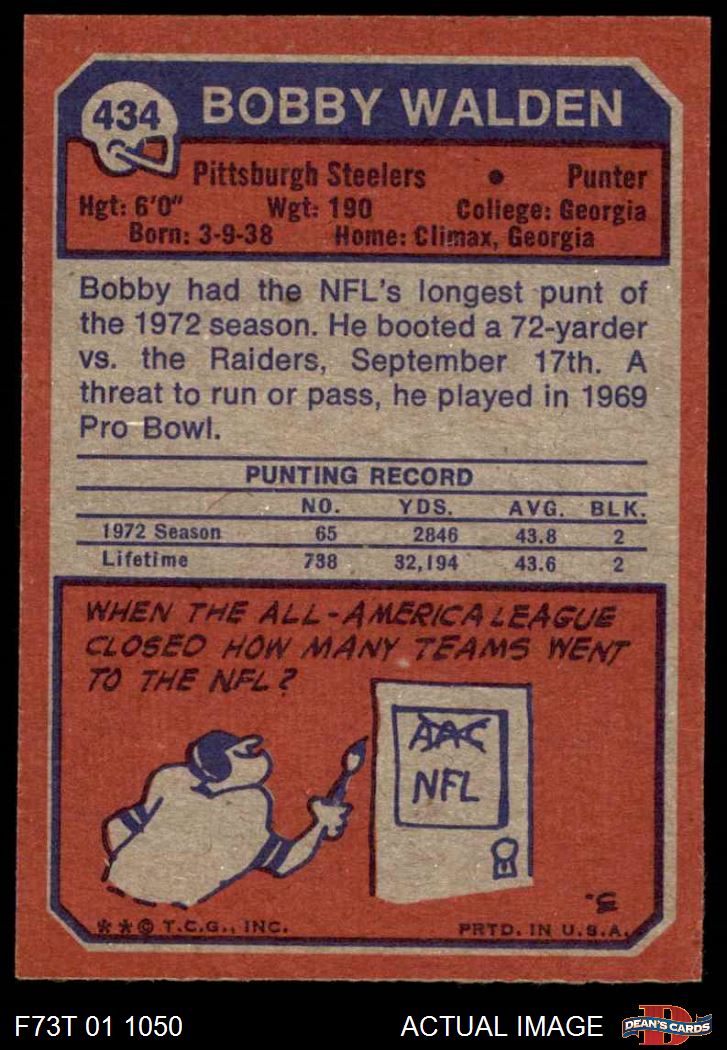 434
BOBBY WALDEN
Pittsburgh Steelers • Punter
Hgt: 6'0" Wgt: 190 College: Georgia
Born: 3-9-38 Home: Climax, Georgia
Bobby had the NFL's longest punt of
the 1972 season. He booted a 72-yarder
vs. the Raiders, September 17th. A
threat to run or pass, he played in 1969
Pro Bowl.
PUNTING RECORD
NO. YDS. AVG. BLK.
1972 Season 65 2846 43.8 2
Lifetime 738 32,194 43.6 2
WHEN THE ALL-AMERICA LEAGUE
CLOSED HOW MANY TEAMS WENT
TO THE NFL?
AAC
NFL
3.
**© T.C.G., INC. PRTD. IN U.S.A.
F73T 01 1050 ACTUAL IMAGE
D
DEAN'S CARDS